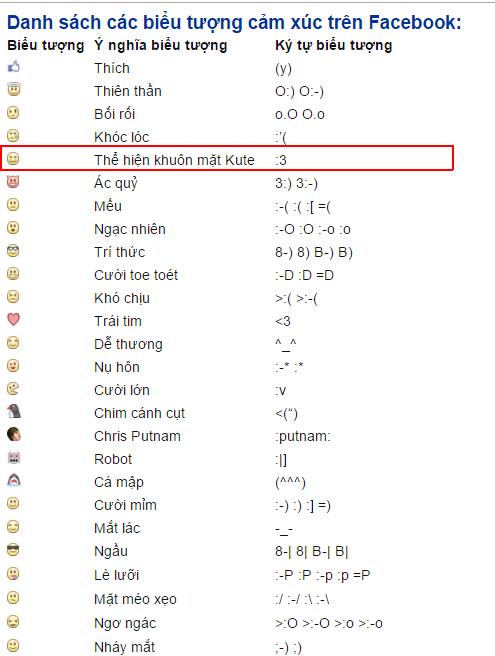 Danh sách các biểu tượng cảm xúc trên Facebook:
Biểu tượng Ý nghĩa biểu tượng Ký tự biểu tượng
Thích (y)
Thiên thần O:) O:-)
Bối rối o.O O.o
Khóc lóc :'(
Thể hiện khuôn mặt Kute :3
Ác quỷ 3:) 3:-)
Mếu :-( :( :[ =(
Ngạc nhiên :-O :O :-o :o
Trí thức 8-) 8) B-) B)
Cười toe toét :-D :D =D
Khó chịu >:( >:-(
Trái tim <3
Dễ thương ^_^
Nụ hôn :-* :*
Cười lớn :v
Chim cánh cụt <(“)
Chris Putnam :putnam:
Robot :|]
Cá mập (^^^)
Cười mỉm :-) :) :] =)
Mắt lác -_-
Ngầu 8-| 8| B-| B|
Lè lưỡi :-P :P :-p :p =P
Mặt méo xẹo :/ :-/ :\ :-\
Ngơ ngác >:O >:-O >:o >:-o
Nháy mắt ;-) ;)